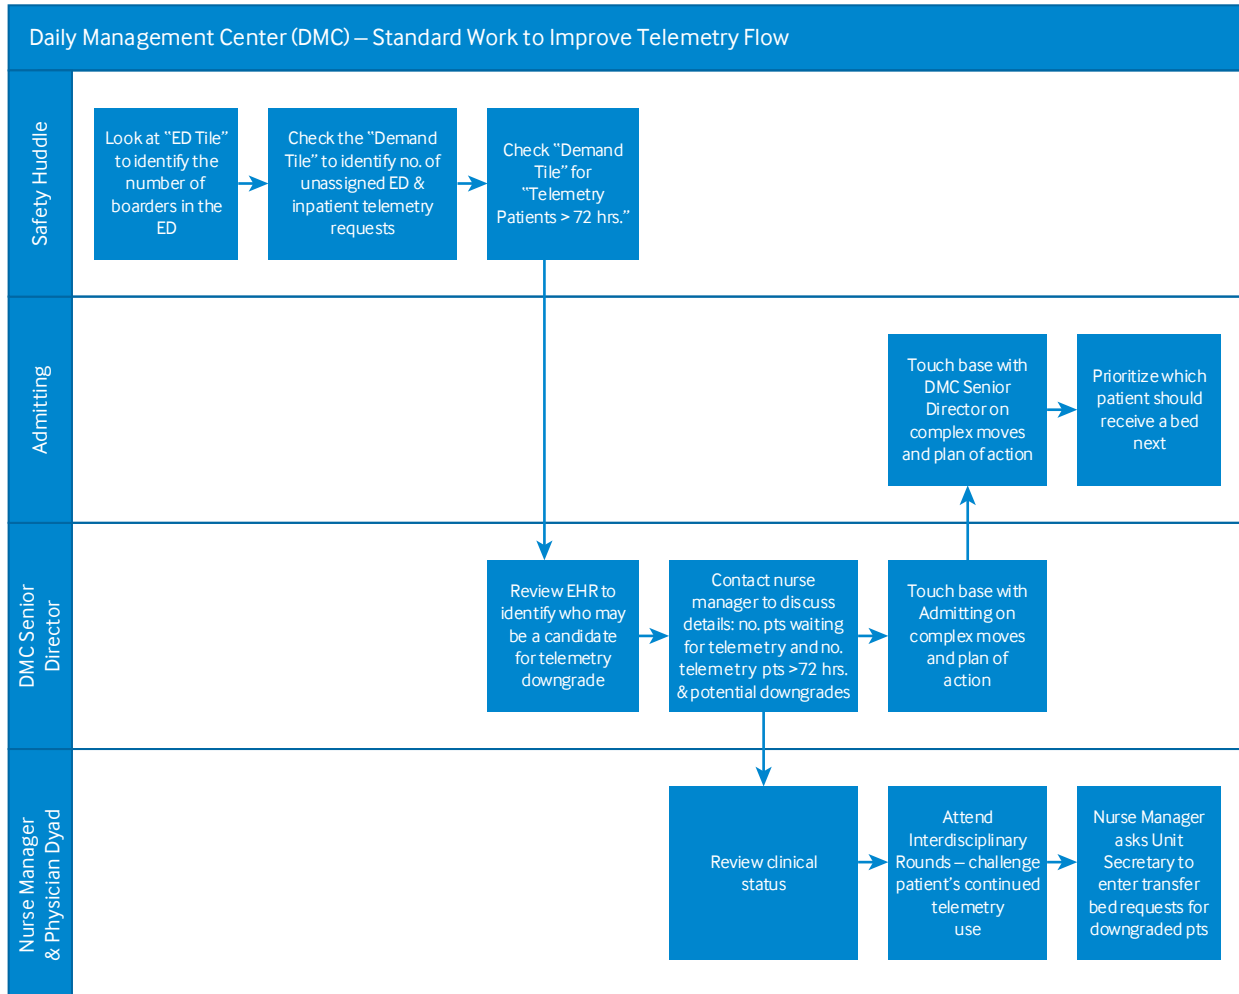 Daily Management Center (DMC) – Standard Work to Improve Telemetry Flow
Safety Huddle
Look at "ED Tile"
to identify the
number of
boarders in the
ED
Check the "Demand
Tile" to identify no. of
unassigned ED &
inpatient telemetry
requests
Check "Demand
Tile" for
"Telemetry
Patients > 72 hrs."
Admitting
Touch base with
DMC Senior
Director on
complex moves
and plan of action
Prioritize which
patient should
receive a bed
next
DMC Senior
Director
Review EHR to
identify who may
be a candidate
for telemetry
downgrade
Contact nurse
manager to discuss
details: no. pts waiting
for telemetry and no.
telemetry pts >72 hrs.
& potential downgrades
Touch base with
Admitting on
complex moves
and plan of
action
Nurse Manager
& Physician Dyad
Review clinical
status
Attend
Interdisciplinary
Rounds – challenge
patient's continued
telemetry
use
Nurse Manager
asks Unit
Secretary to
enter transfer
bed requests for
downgraded pts